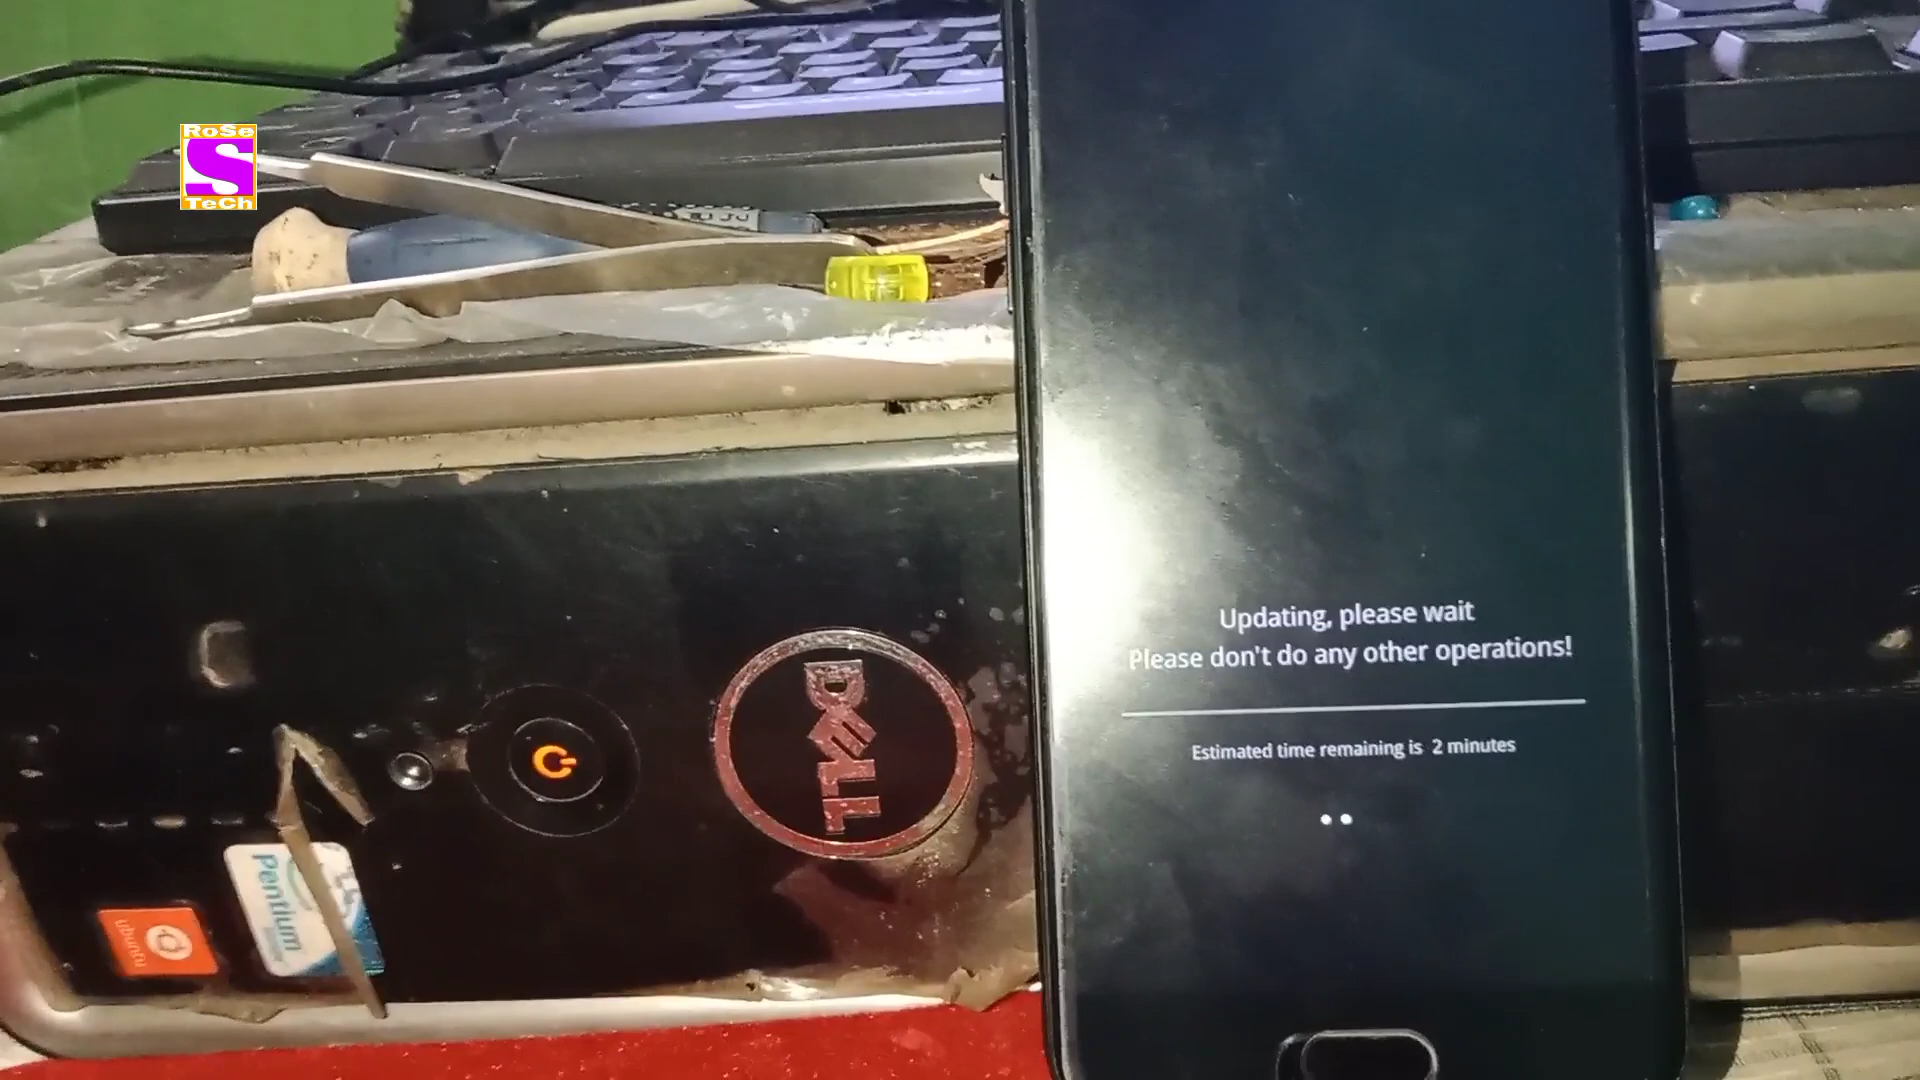 RoSe
S
TeCh
DELL
Pentium
ubuntu
Updating, please wait
Please don't do any other operations!
Estimated time remaining is 2 minutes